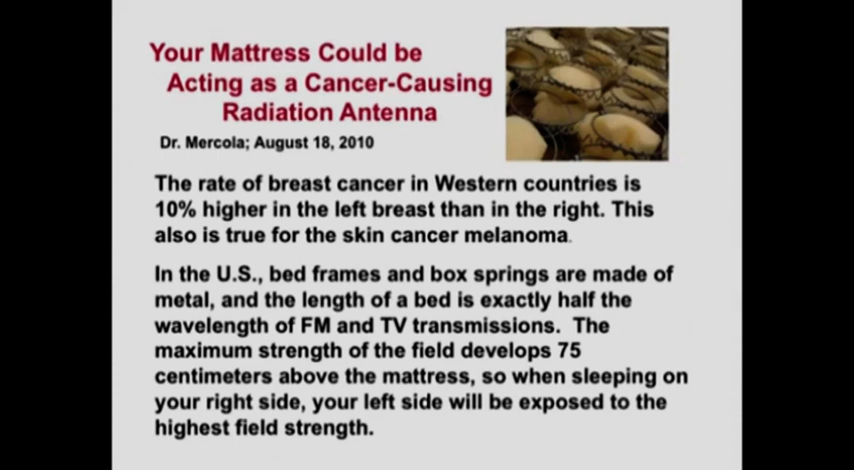 Your Mattress Could be
Acting as a Cancer-Causing
Radiation Antenna
Dr. Mercola; August 18, 2010
The rate of breast cancer in Western countries is
10% higher in the left breast than in the right. This
also is true for the skin cancer melanoma.
In the U.S., bed frames and box springs are made of
metal, and the length of a bed is exactly half the
wavelength of FM and TV transmissions.  The
maximum strength of the field develops 75
centimeters above the mattress, so when sleeping on
your right side, your left side will be exposed to the
highest field strength.